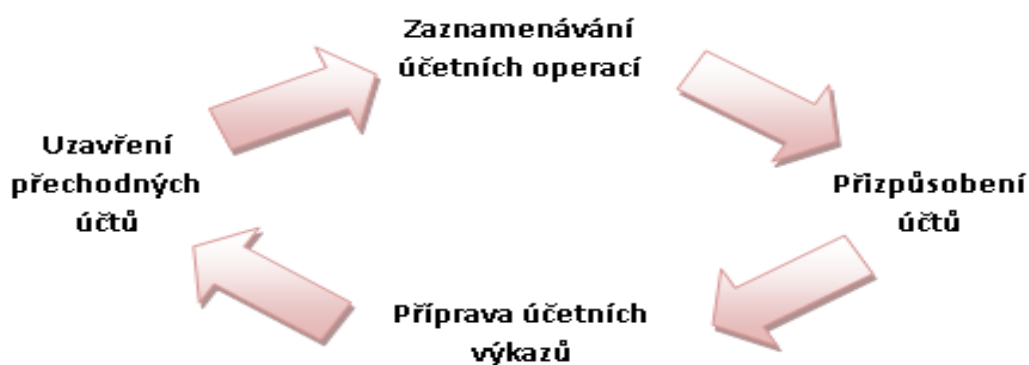 Zaznamenávání
účetních operací
Uzavření
přechodných
účtů
Přizpůsobení
účtů
Příprava účetních
výkazů